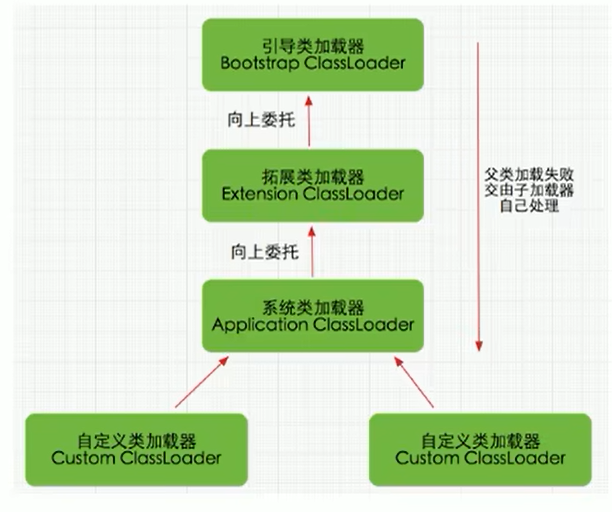 引导类加载器
Bootstrap ClassLoader
向上委托
拓展类加载器
Extension ClassLoader
父类加载失败
交由子加载器
自己处理
向上委托
系统类加载器
Application ClassLoader
自定义类加载器
Custom ClassLoader
自定义类加载器
Custom ClassLoader